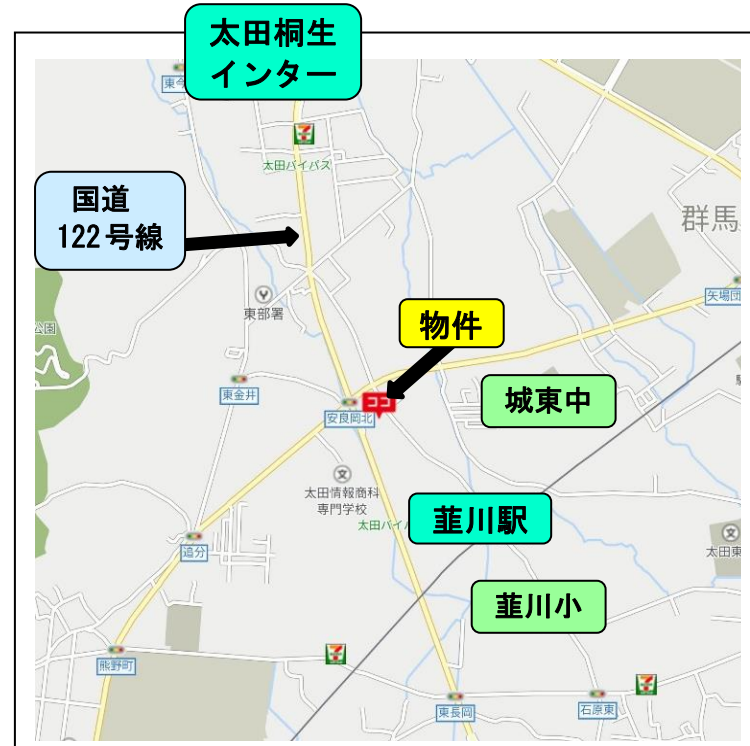 太田桐生
インター
東今
太田バイパス
国道
122号線
群馬
矢場団
東部署
公園
物件
東金井
ココ
安良岡北
城東中
太田情報商科
専門学校
太田バイパ
韮川駅
太田東
追分
韮川小
熊野町
東長岡
石原東